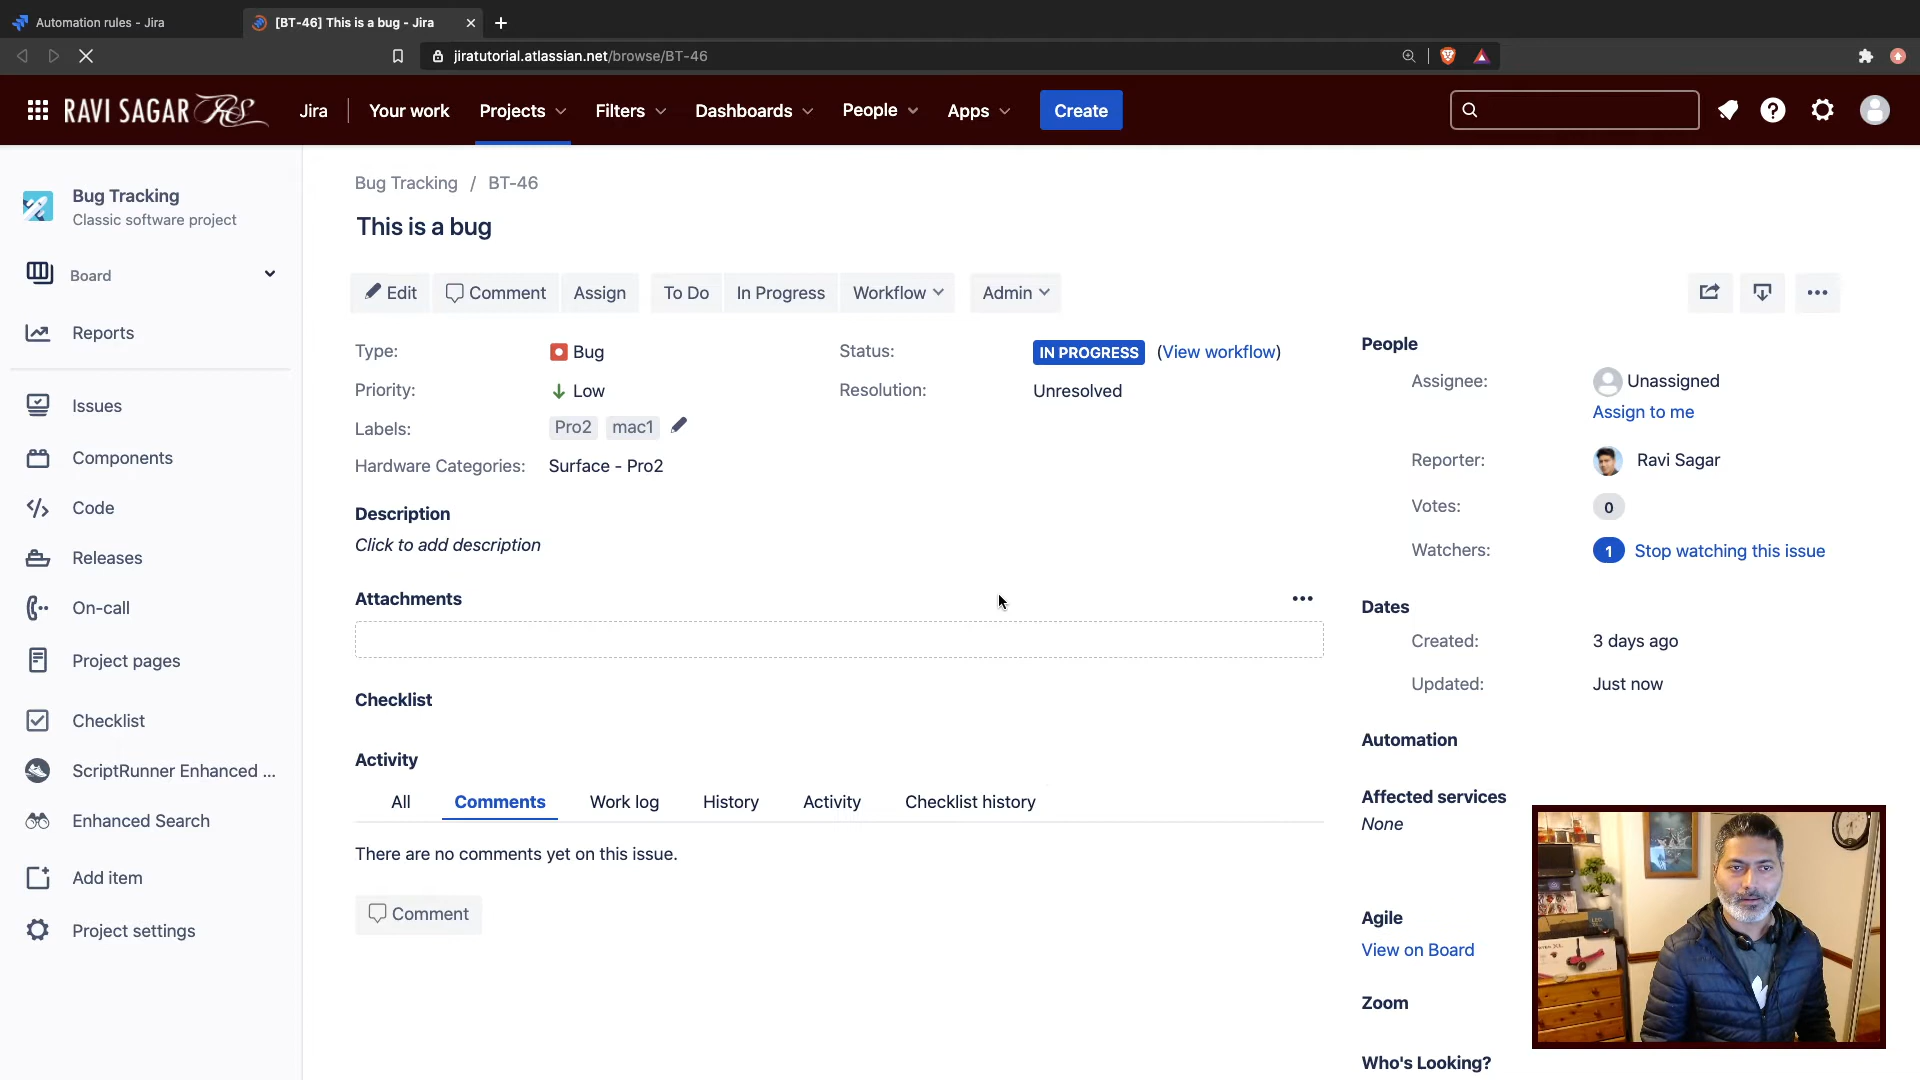 Automation rules - Jira
[BT-46] This is a bug - Jira
jiratutorial.atlassian.net/browse/BT-46
RAVI SAGAR RS
Jira
Your work
Projects
Filters
Dashboards
People
Apps
Create
Bug Tracking
Classic software project
Board
Reports
Issues
Components
Code
Releases
On-call
Project pages
Checklist
ScriptRunner Enhanced ...
Enhanced Search
Add item
Project settings
Bug Tracking / BT-46
This is a bug
Edit
Comment
Assign
To Do
In Progress
Workflow
Admin
Type: Bug
Status: IN PROGRESS (View workflow)
Priority: Low
Resolution: Unresolved
Labels: Pro2 mac1
Hardware Categories: Surface - Pro2
Description
Click to add description
Attachments
Checklist
Activity
All
Comments
Work log
History
Activity
Checklist history
There are no comments yet on this issue.
Comment
People
Assignee: Unassigned
Assign to me
Reporter: Ravi Sagar
Votes: 0
Watchers: 1 Stop watching this issue
Dates
Created: 3 days ago
Updated: Just now
Automation
Affected services
None
Agile
View on Board
Zoom
Who's Looking?